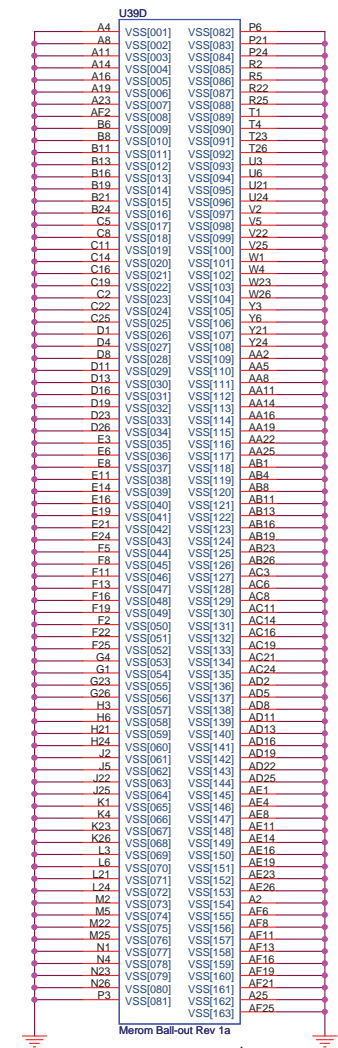 U39D
A4 VSS[001] VSS[082] P6
A8 VSS[002] VSS[083] P21
A11 VSS[003] VSS[084] P24
A14 VSS[004] VSS[085] R2
A16 VSS[005] VSS[086] R5
A19 VSS[006] VSS[087] R22
A23 VSS[007] VSS[088] R25
AF2 VSS[008] VSS[089] T1
B6 VSS[009] VSS[090] T4
B8 VSS[010] VSS[091] T23
B11 VSS[011] VSS[092] T26
B13 VSS[012] VSS[093] U3
B16 VSS[013] VSS[094] U6
B19 VSS[014] VSS[095] U21
B21 VSS[015] VSS[096] U24
B24 VSS[016] VSS[097] V2
C5 VSS[017] VSS[098] V5
C8 VSS[018] VSS[099] V22
C11 VSS[019] VSS[100] V25
C14 VSS[020] VSS[101] W1
C16 VSS[021] VSS[102] W4
C19 VSS[022] VSS[103] W23
C2 VSS[023] VSS[104] W26
C22 VSS[024] VSS[105] Y3
C25 VSS[025] VSS[106] Y6
D1 VSS[026] VSS[107] Y21
D4 VSS[027] VSS[108] Y24
D8 VSS[028] VSS[109] AA2
D11 VSS[029] VSS[110] AA5
D13 VSS[030] VSS[111] AA8
D16 VSS[031] VSS[112] AA11
D19 VSS[032] VSS[113] AA14
D23 VSS[033] VSS[114] AA16
D26 VSS[034] VSS[115] AA19
E3 VSS[035] VSS[116] AA22
E6 VSS[036] VSS[117] AA25
E8 VSS[037] VSS[118] AB1
E11 VSS[038] VSS[119] AB4
E14 VSS[039] VSS[120] AB8
E16 VSS[040] VSS[121] AB11
E19 VSS[041] VSS[122] AB13
E21 VSS[042] VSS[123] AB16
E24 VSS[043] VSS[124] AB19
F5 VSS[044] VSS[125] AB23
F8 VSS[045] VSS[126] AB26
F11 VSS[046] VSS[127] AC3
F13 VSS[047] VSS[128] AC6
F16 VSS[048] VSS[129] AC8
F19 VSS[049] VSS[130] AC11
F2 VSS[050] VSS[131] AC14
F22 VSS[051] VSS[132] AC16
F25 VSS[052] VSS[133] AC19
G4 VSS[053] VSS[134] AC21
G1 VSS[054] VSS[135] AC24
G23 VSS[055] VSS[136] AD2
G26 VSS[056] VSS[137] AD5
H3 VSS[057] VSS[138] AD8
H6 VSS[058] VSS[139] AD11
H21 VSS[059] VSS[140] AD13
H24 VSS[060] VSS[141] AD16
J2 VSS[061] VSS[142] AD19
J5 VSS[062] VSS[143] AD22
J22 VSS[063] VSS[144] AD25
J25 VSS[064] VSS[145] AE1
K1 VSS[065] VSS[146] AE4
K4 VSS[066] VSS[147] AE8
K23 VSS[067] VSS[148] AE11
K26 VSS[068] VSS[149] AE14
L3 VSS[069] VSS[150] AE16
L6 VSS[070] VSS[151] AE19
L21 VSS[071] VSS[152] AE23
L24 VSS[072] VSS[153] AE26
M2 VSS[073] VSS[154] A2
M5 VSS[074] VSS[155] AF6
M22 VSS[075] VSS[156] AF8
M25 VSS[076] VSS[157] AF11
N1 VSS[077] VSS[158] AF13
N4 VSS[078] VSS[159] AF16
N23 VSS[079] VSS[160] AF19
N26 VSS[080] VSS[161] AF21
P3 VSS[081] VSS[162] A25
VSS[163] AF25
Merom Ball-out Rev 1a